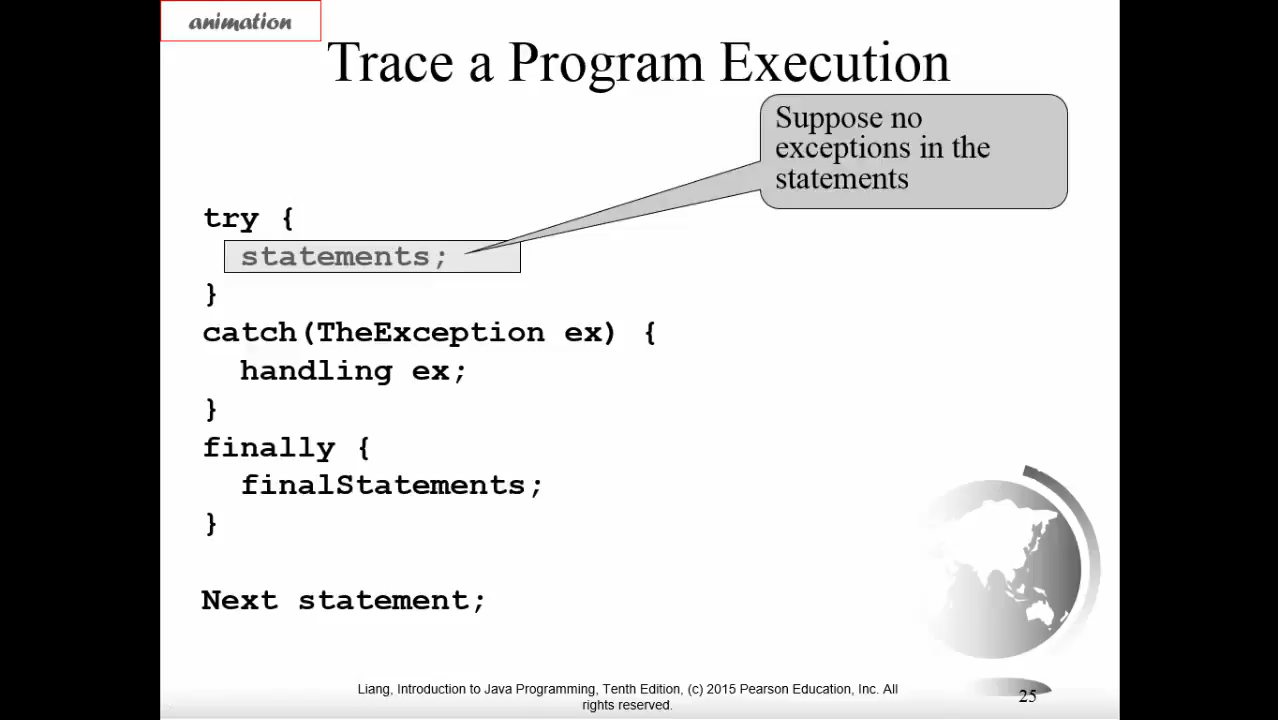 animation
Trace a Program Execution
Suppose no
exceptions in the
statements
try {
statements;
}
catch(TheException ex) {
handling ex;
}
finally {
finalStatements;
}
Next statement;
Liang, Introduction to Java Programming, Tenth Edition, (c) 2015 Pearson Education, Inc. All
rights reserved.
25